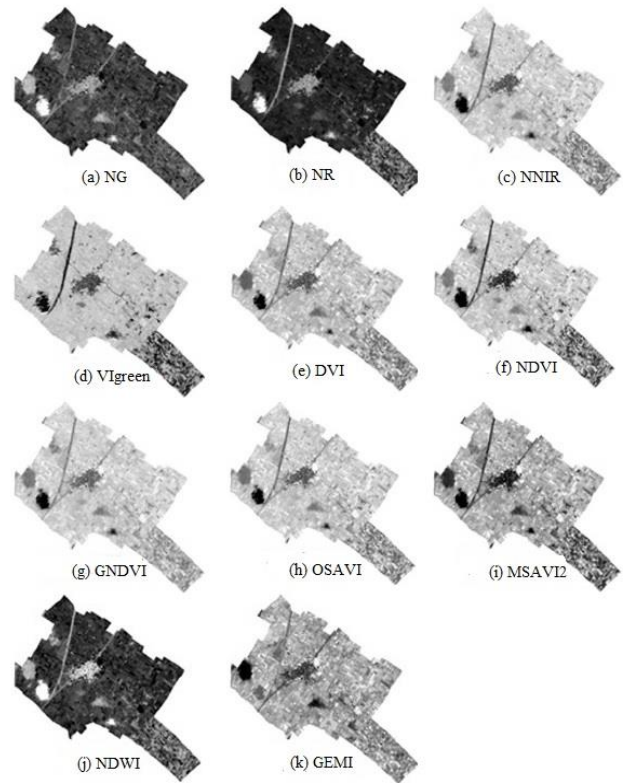 (a) NG
(b) NR
(c) NNIR
(d) VIgreen
(e) DVI
(f) NDVI
(g) GNDVI
(h) OSAVI
(i) MSAVI2
(j) NDWI
(k) GEMI